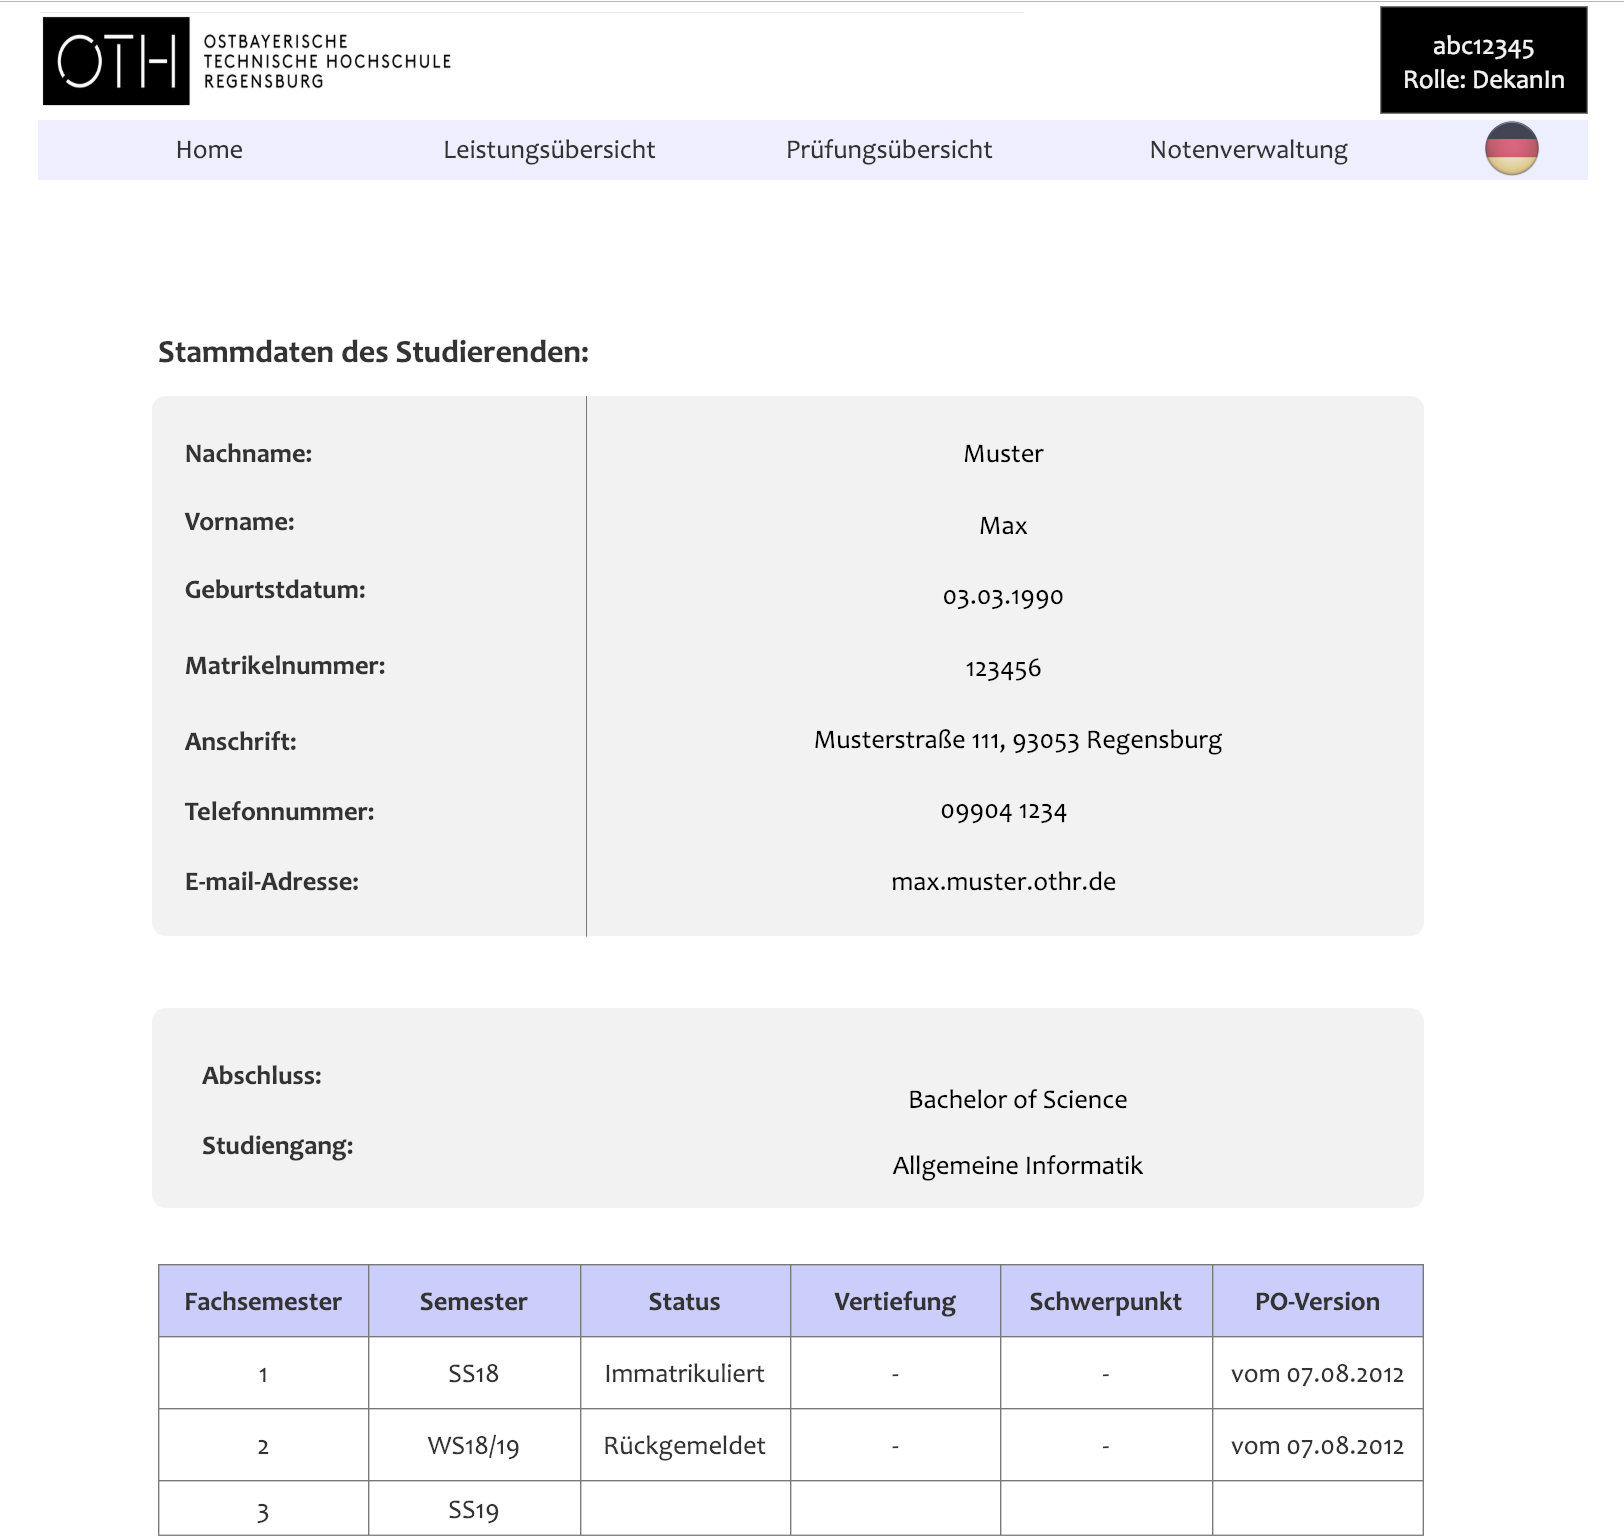 OTH
OSTBAYERISCHE
TECHNISCHE HOCHSCHULE
REGENSBURG
abc12345
Rolle: DekanIn
Home Leistungsübersicht Prüfungsübersicht Notenverwaltung
Stammdaten des Studierenden:
Nachname: Muster
Vorname: Max
Geburtstdatum: 03.03.1990
Matrikelnummer: 123456
Anschrift: Musterstraße 111, 93053 Regensburg
Telefonnummer: 09904 1234
E-mail-Adresse: max.muster.othr.de
Abschluss: Bachelor of Science
Studiengang: Allgemeine Informatik
Fachsemester Semester Status Vertiefung Schwerpunkt PO-Version
1 SS18 Immatrikuliert - - vom 07.08.2012
2 WS18/19 Rückgemeldet - - vom 07.08.2012
3 SS19